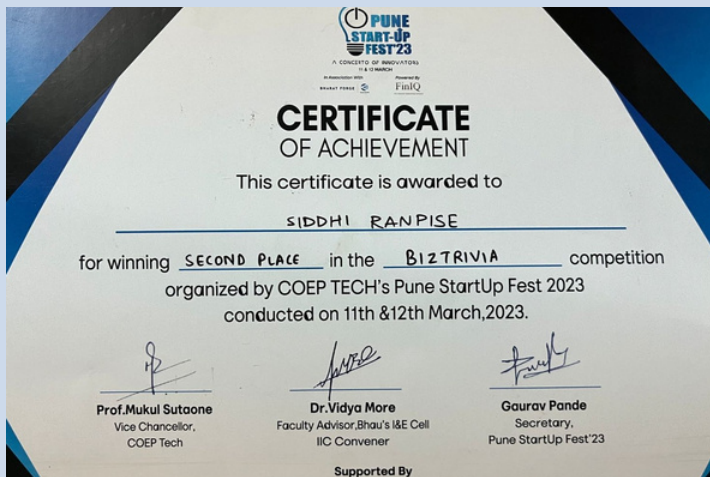 PUNE
START-UP
FEST'23
A CONCERTO OF INNOVATORS
11 & 12 MARCH
In Association With Powered By
BHARAT FORGE FinIQ
CERTIFICATE
OF ACHIEVEMENT
This certificate is awarded to
SIDDHI RANPISE
for winning SECOND PLACE in the BIZTRIVIA competition
organized by COEP TECH's Pune StartUp Fest 2023
conducted on 11th &12th March,2023.
Prof.Mukul Sutaone Dr.Vidya More Gaurav Pande
Vice Chancellor, Faculty Advisor,Bhau's I&E Cell Secretary,
COEP Tech IIC Convener Pune StartUp Fest'23
Supported By